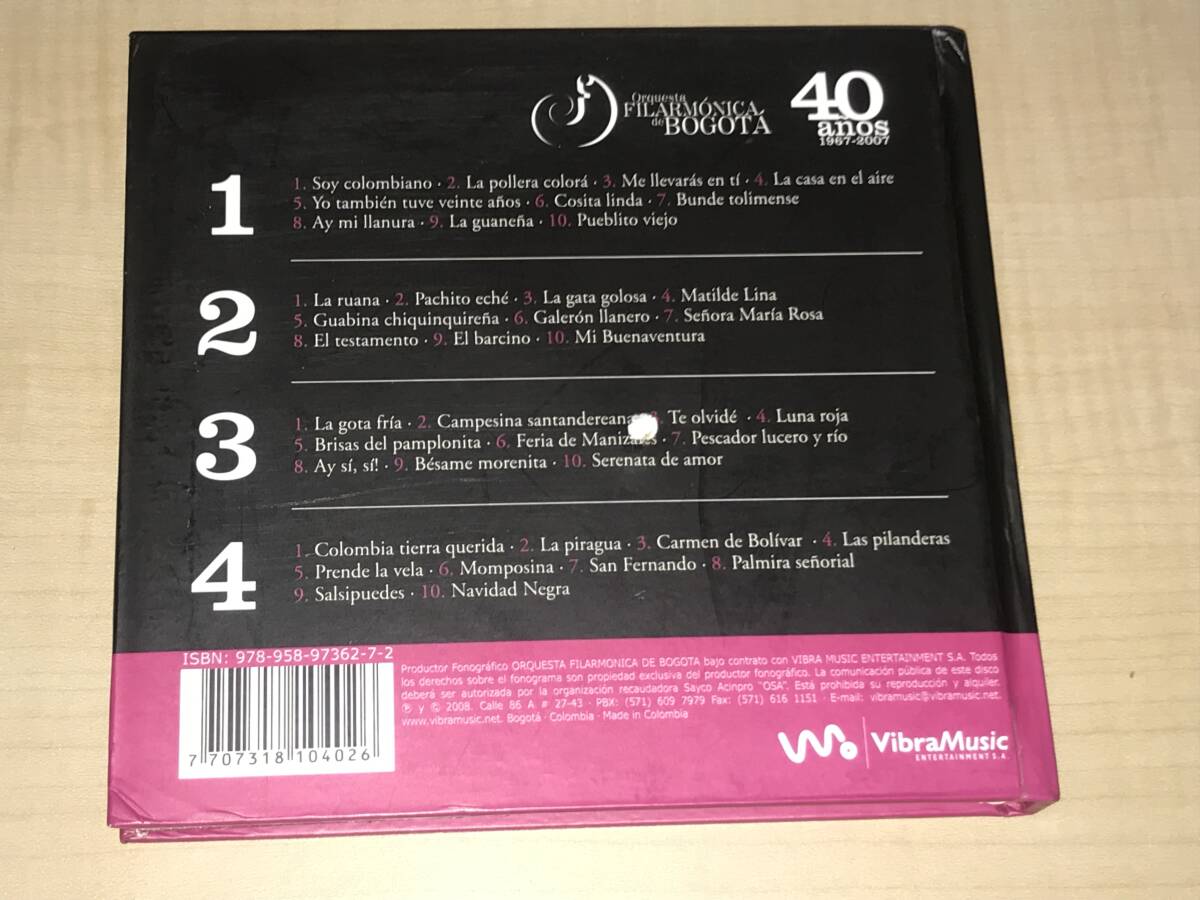 Orquesta
FILARMÓNICA
de BOGOTÁ
40
años
1967-2007
1
1. Soy colombiano · 2. La pollera colorá · 3. Me llevarás en tí · 4. La casa en el aire
5. Yo también tuve veinte años · 6. Cosita linda · 7. Bunde tolimense
8. Ay mi llanura · 9. La guaneña · 10. Pueblito viejo
2
1. La ruana · 2. Pachito eché · 3. La gata golosa · 4. Matilde Lina
5. Guabina chiquinquireña · 6. Galerón llanero · 7. Señora María Rosa
8. El testamento · 9. El barcino · 10. Mi Buenaventura
3
1. La gota fría · 2. Campesina santandereana · 3. Te olvidé · 4. Luna roja
5. Brisas del pamplonita · 6. Feria de Manizales · 7. Pescador lucero y río
8. Ay sí, sí! · 9. Bésame morenita · 10. Serenata de amor
4
1. Colombia tierra querida · 2. La piragua · 3. Carmen de Bolívar · 4. Las pilanderas
5. Prende la vela · 6. Momposina · 7. San Fernando · 8. Palmira señorial
9. Salsipuedes · 10. Navidad Negra
ISBN: 978-958-97362-7-2
7 707318 104026
Productor Fonográfico ORQUESTA FILARMONICA DE BOGOTA bajo contrato con VIBRA MUSIC ENTERTAINMENT S.A. Todos
los derechos sobre el fonograma son propiedad exclusiva del productor fonográfico. La comunicación pública de este disco
deberá ser autorizada por la organización recaudadora Sayco Acinpro "OSA". Está prohibida su reproducción y alquiler.
℗ y © 2008. Calle 86 A # 27-43 · PBX: (571) 609 7979 Fax: (571) 616 1151 · E-mail: vibramusic@vibramusic.net.
www.vibramusic.net. Bogotá · Colombia · Made in Colombia
VibraMusic
ENTERTAINMENT S.A.